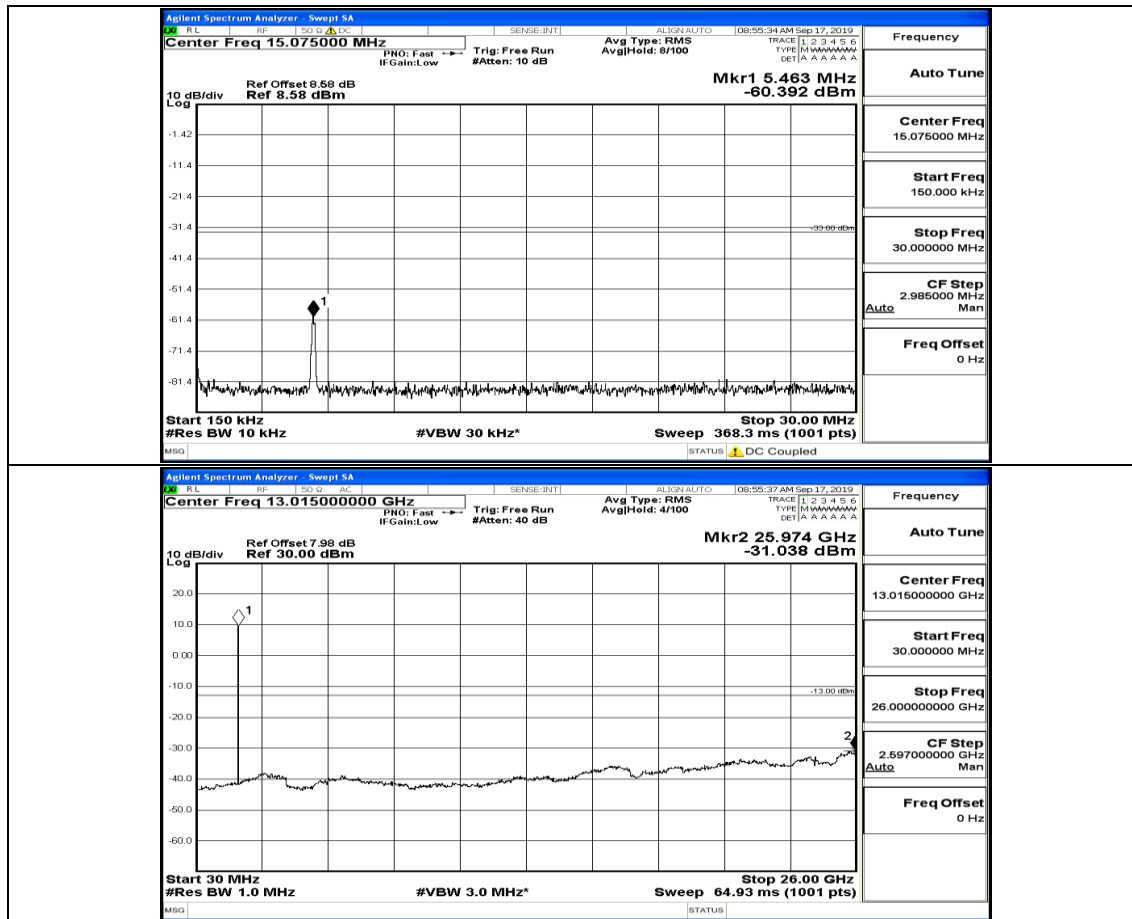 Agilent Spectrum Analyzer - Swept SA
LXI RL RF 50 Ω DC SENSE:INT ALIGN AUTO 08:55:34 AM Sep 17, 2019
Center Freq 15.075000 MHz
PNO: Fast
IFGain:Low
Trig: Free Run
#Atten: 10 dB
Avg Type: RMS
Avg|Hold: 8/100
TRACE 1 2 3 4 5 6
TYPE M
DET A A A A A A
Ref Offset 8.58 dB
10 dB/div Ref 8.58 dBm
Log
Mkr1 5.463 MHz
-60.392 dBm
-1.42
-11.4
-21.4
-31.4
-33.00 dBm
-41.4
-51.4
1
-61.4
-71.4
-81.4
Start 150 kHz Stop 30.00 MHz
#Res BW 10 kHz #VBW 30 kHz* Sweep 368.3 ms (1001 pts)
MSG STATUS DC Coupled
Frequency
Auto Tune
Center Freq
15.075000 MHz
Start Freq
150.000 kHz
Stop Freq
30.000000 MHz
CF Step
2.985000 MHz
Auto Man
Freq Offset
0 Hz
Agilent Spectrum Analyzer - Swept SA
LXI RL RF 50 Ω AC SENSE:INT ALIGN AUTO 08:55:37 AM Sep 17, 2019
Center Freq 13.015000000 GHz
PNO: Fast
IFGain:Low
Trig: Free Run
#Atten: 40 dB
Avg Type: RMS
Avg|Hold: 4/100
TRACE 1 2 3 4 5 6
TYPE M
DET A A A A A A
Ref Offset 7.98 dB
10 dB/div Ref 30.00 dBm
Log
Mkr2 25.974 GHz
-31.038 dBm
20.0
1
10.0
0.00
-10.0
-13.00 dBm
-20.0
2
-30.0
-40.0
-50.0
-60.0
Start 30 MHz Stop 26.00 GHz
#Res BW 1.0 MHz #VBW 3.0 MHz* Sweep 64.93 ms (1001 pts)
MSG STATUS
Frequency
Auto Tune
Center Freq
13.015000000 GHz
Start Freq
30.000000 MHz
Stop Freq
26.000000000 GHz
CF Step
2.597000000 GHz
Auto Man
Freq Offset
0 Hz